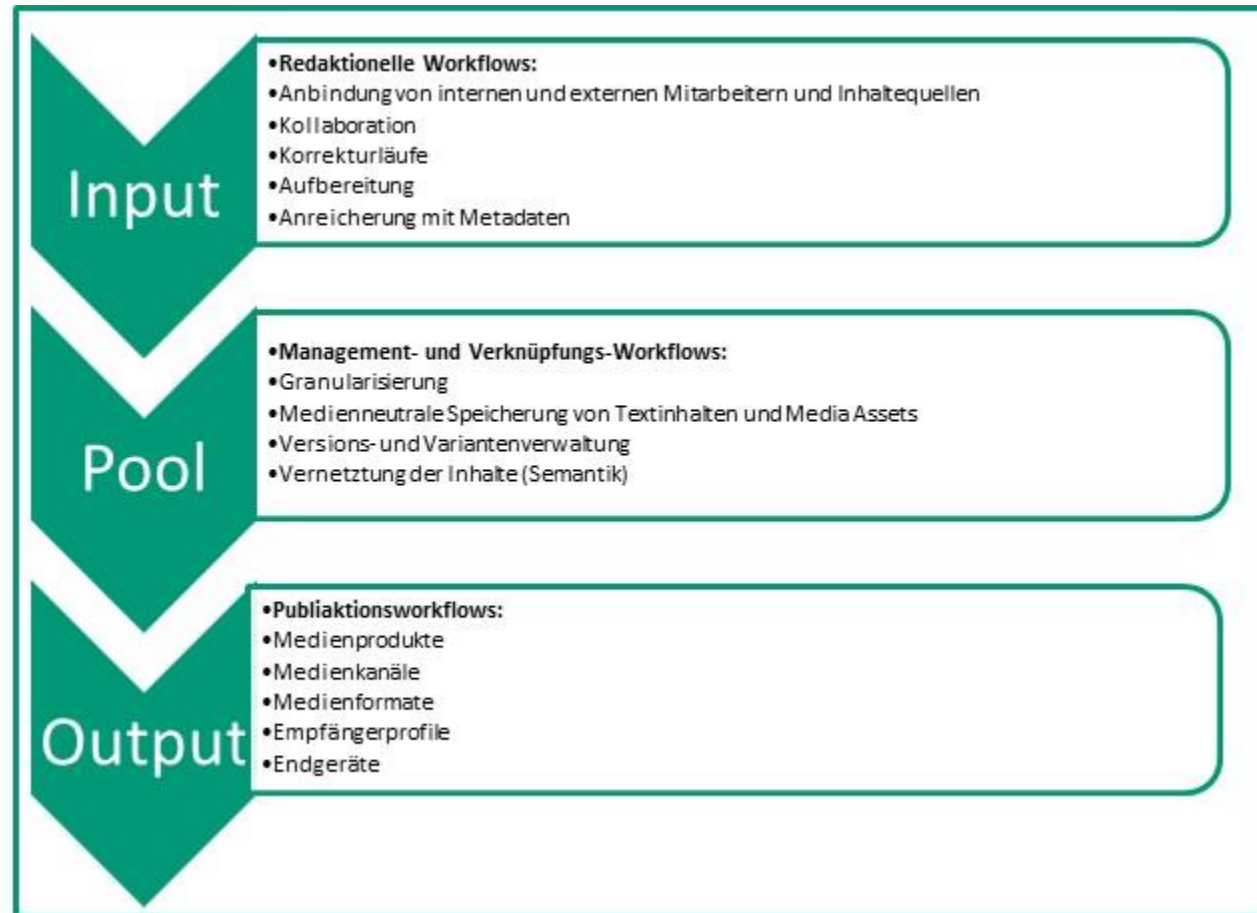 Input
•Redaktionelle Workflows:
•Anbindung von internen und externen Mitarbeitern und Inhaltequellen
•Kollaboration
•Korrekturläufe
•Aufbereitung
•Anreicherung mit Metadaten
Pool
•Management- und Verknüpfungs-Workflows:
•Granularisierung
•Medienneutrale Speicherung von Textinhalten und Media Assets
•Versions- und Variantenverwaltung
•Vernetztung der Inhalte (Semantik)
Output
•Publiaktionsworkflows:
•Medienprodukte
•Medienkanäle
•Medienformate
•Empfängerprofile
•Endgeräte